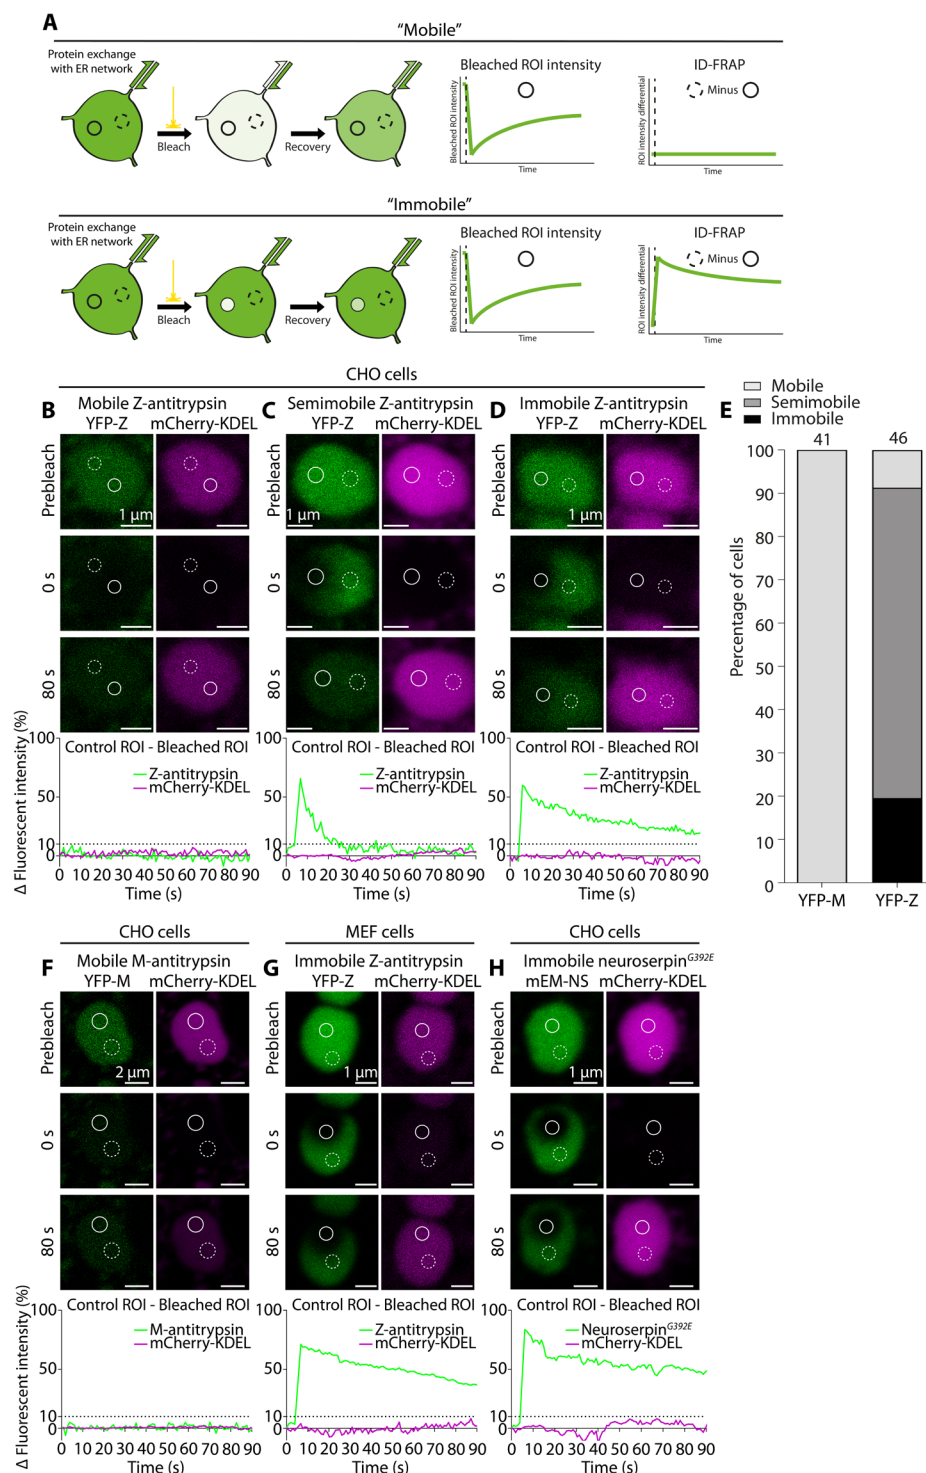 A
“Mobile”
Protein exchange
with ER network
Bleach
Recovery
Bleached ROI intensity
Bleached ROI intensity
Time
ID-FRAP
Minus
ROI intensity differential
Time
“Immobile”
Protein exchange
with ER network
Bleach
Recovery
Bleached ROI intensity
Bleached ROI intensity
Time
ID-FRAP
Minus
ROI intensity differential
Time
CHO cells
B
Mobile Z-antitrypsin
YFP-Z mCherry-KDEL
Prebleach
1 μm
0 s
80 s
Δ Fluorescent intensity (%)
Control ROI - Bleached ROI
Z-antitrypsin
mCherry-KDEL
100
50
10
0
0 10 20 30 40 50 60 70 80 90
Time (s)
C
Semimobile Z-antitrypsin
YFP-Z mCherry-KDEL
Prebleach
1 μm
0 s
80 s
Control ROI - Bleached ROI
Z-antitrypsin
mCherry-KDEL
100
50
10
0
0 10 20 30 40 50 60 70 80 90
Time (s)
D
Immobile Z-antitrypsin
YFP-Z mCherry-KDEL
Prebleach
1 μm
0 s
80 s
Control ROI - Bleached ROI
Z-antitrypsin
mCherry-KDEL
100
50
10
0
0 10 20 30 40 50 60 70 80 90
Time (s)
E
Mobile
Semimobile
Immobile
41
46
Percentage of cells
100
90
80
70
60
50
40
30
20
10
0
YFP-M YFP-Z
CHO cells
F
Mobile M-antitrypsin
YFP-M mCherry-KDEL
Prebleach
2 μm
0 s
80 s
Δ Fluorescent intensity (%)
Control ROI - Bleached ROI
M-antitrypsin
mCherry-KDEL
100
50
10
0
0 10 20 30 40 50 60 70 80 90
Time (s)
MEF cells
G
Immobile Z-antitrypsin
YFP-Z mCherry-KDEL
Prebleach
1 μm
0 s
80 s
Control ROI - Bleached ROI
Z-antitrypsin
mCherry-KDEL
100
50
10
0
0 10 20 30 40 50 60 70 80 90
Time (s)
CHO cells
H
Immobile neuroserpinG392E
mEM-NS mCherry-KDEL
Prebleach
1 μm
0 s
80 s
Control ROI - Bleached ROI
NeuroserpinG392E
mCherry-KDEL
100
50
10
0
0 10 20 30 40 50 60 70 80 90
Time (s)